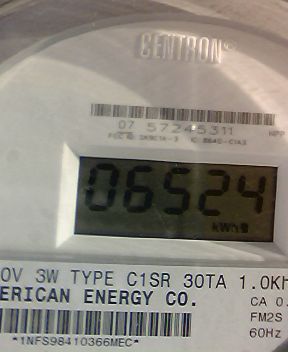 CENTRON®
07 57245311
06524
kWh
0V 3W TYPE C1SR 30TA 1.0Kh
ERICAN ENERGY CO.
CA 0.
FM2S
60Hz
*1NFS98410366MEC*